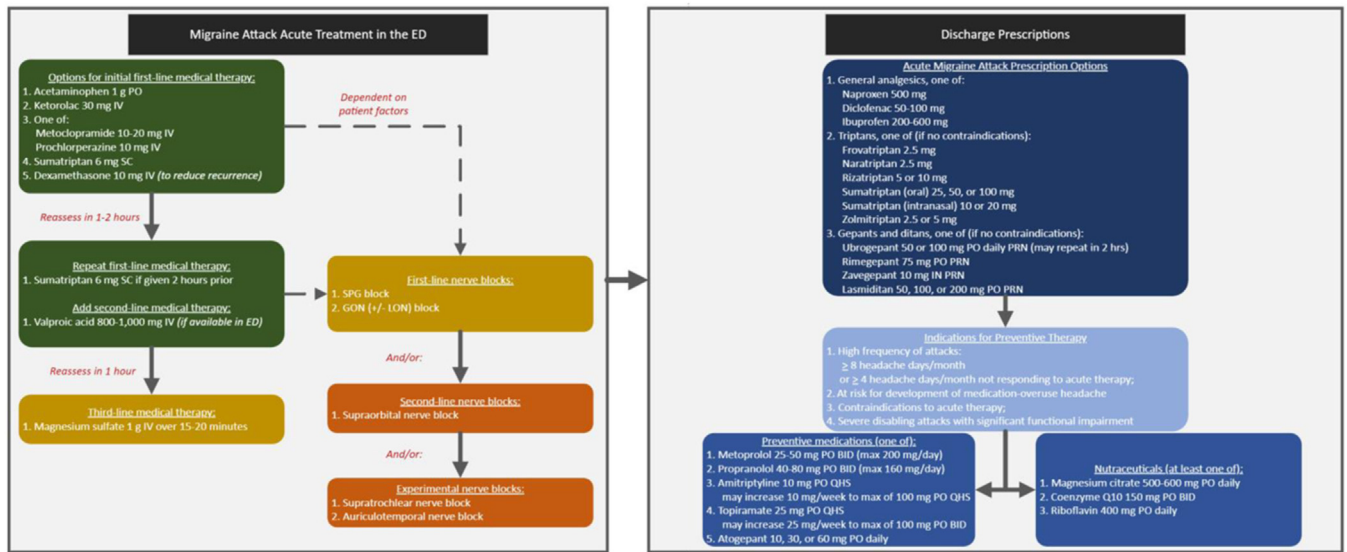 Migraine Attack Acute Treatment in the ED
Options for initial first-line medical therapy:
1. Acetaminophen 1 g PO
2. Ketorolac 30 mg IV
3. One of:
Metoclopramide 10-20 mg IV
Prochlorperazine 10 mg IV
4. Sumatriptan 6 mg SC
5. Dexamethasone 10 mg IV (to reduce recurrence)
Dependent on
patient factors
Reassess in 1-2 hours
Repeat first-line medical therapy:
1. Sumatriptan 6 mg SC if given 2 hours prior
Add second-line medical therapy:
1. Valproic acid 800-1,000 mg IV (if available in ED)
Reassess in 1 hour
Third-line medical therapy:
1. Magnesium sulfate 1 g IV over 15-20 minutes
First-line nerve blocks:
1. SPG block
2. GON (+/- LON) block
And/or:
Second-line nerve blocks:
1. Supraorbital nerve block
And/or:
Experimental nerve blocks:
1. Supratrochlear nerve block
2. Auriculotemporal nerve block
Discharge Prescriptions
Acute Migraine Attack Prescription Options
1. General analgesics, one of:
Naproxen 500 mg
Diclofenac 50-100 mg
Ibuprofen 200-600 mg
2. Triptans, one of (if no contraindications):
Frovatriptan 2.5 mg
Naratriptan 2.5 mg
Rizatriptan 5 or 10 mg
Sumatriptan (oral) 25, 50, or 100 mg
Sumatriptan (intranasal) 10 or 20 mg
Zolmitriptan 2.5 or 5 mg
3. Gepants and ditans, one of (if no contraindications):
Ubrogepant 50 or 100 mg PO daily PRN (may repeat in 2 hrs)
Rimegepant 75 mg PO PRN
Zavegepant 10 mg IN PRN
Lasmiditan 50, 100, or 200 mg PO PRN
Indications for Preventive Therapy
1. High frequency of attacks:
≥ 8 headache days/month
or ≥ 4 headache days/month not responding to acute therapy;
2. At risk for development of medication-overuse headache
3. Contraindications to acute therapy;
4. Severe disabling attacks with significant functional impairment
Preventive medications (one of):
1. Metoprolol 25-50 mg PO BID (max 200 mg/day)
2. Propranolol 40-80 mg PO BID (max 160 mg/day)
3. Amitriptyline 10 mg PO QHS
may increase 10 mg/week to max of 100 mg PO QHS
4. Topiramate 25 mg PO QHS
may increase 25 mg/week to max of 100 mg PO BID
5. Atogepant 10, 30, or 60 mg PO daily
Nutraceuticals (at least one of):
1. Magnesium citrate 500-600 mg PO daily
2. Coenzyme Q10 150 mg PO BID
3. Riboflavin 400 mg PO daily